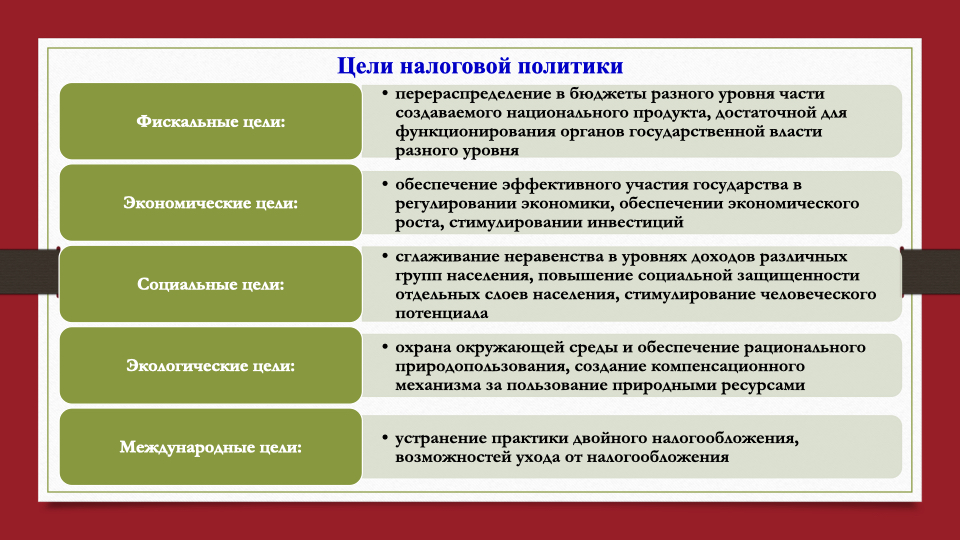 Цели налоговой политики
Фискальные цели:
• перераспределение в бюджеты разного уровня части
создаваемого национального продукта, достаточной для
функционирования органов государственной власти
разного уровня
Экономические цели:
• обеспечение эффективного участия государства в
регулировании экономики, обеспечении экономического
роста, стимулировании инвестиций
Социальные цели:
• сглаживание неравенства в уровнях доходов различных
групп населения, повышение социальной защищенности
отдельных слоев населения, стимулирование человеческого
потенциала
Экологические цели:
• охрана окружающей среды и обеспечение рационального
природопользования, создание компенсационного
механизма за пользование природными ресурсами
Международные цели:
• устранение практики двойного налогообложения,
возможностей ухода от налогообложения